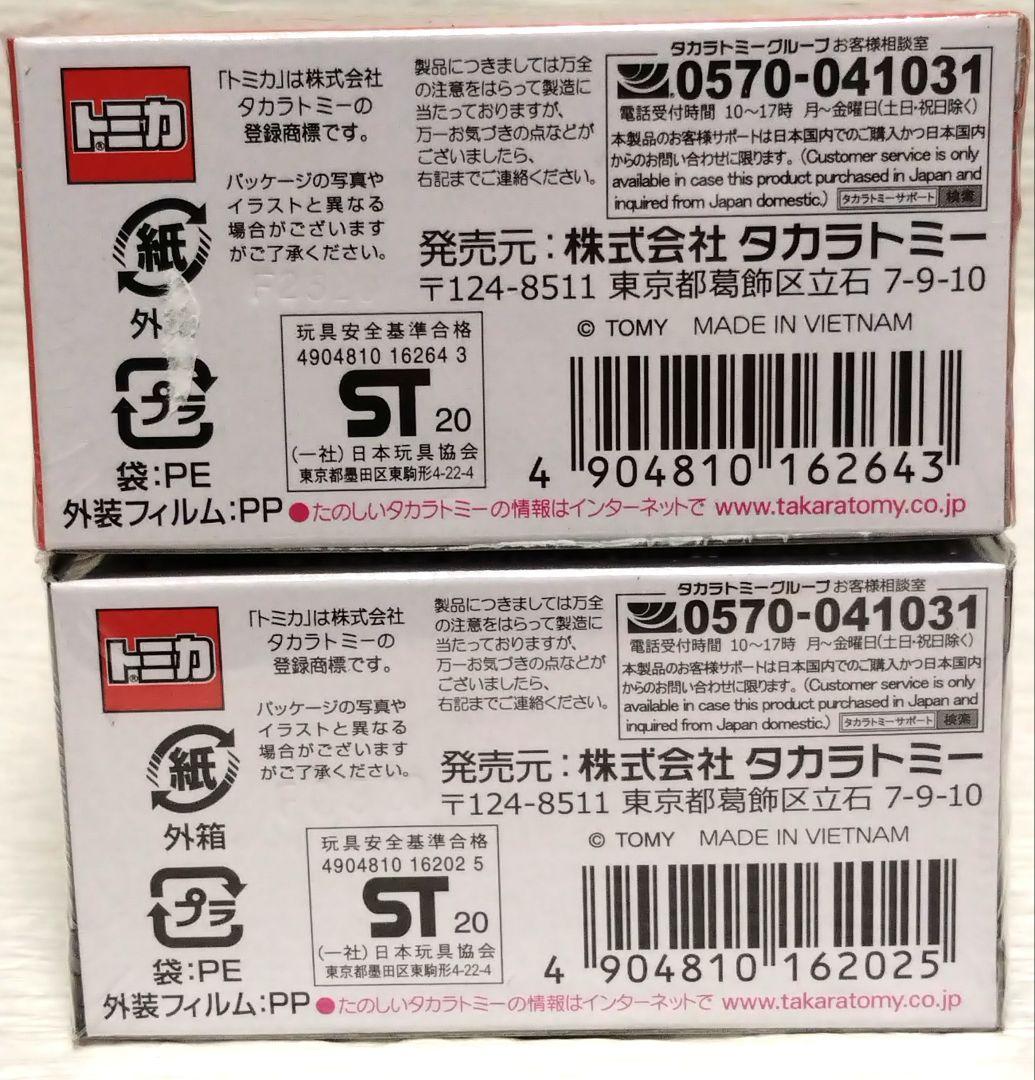 トミカ®
「トミカ」は株式会社
タカラトミーの
登録商標です。
パッケージの写真や
イラストと異なる
場合がございます
がご了承ください。
製品につきましては万全
の注意をはらって製造に
当たっておりますが、
万一お気づきの点などが
ございましたら、
右記までご連絡ください。
タカラトミーグループ お客様相談室
0570-041031
電話受付時間 10〜17時 月〜金曜日(土日・祝日除く)
本製品のお客様サポートは日本国内でのご購入かつ日本国内
からのお問い合わせに限ります。(Customer service is only
available in case this product purchased in Japan and
inquired from Japan domestic.) タカラトミーサポート 検索
発売元:株式会社 タカラトミー
〒124-8511 東京都葛飾区立石 7-9-10
© TOMY MADE IN VIETNAM
紙
外
プラ
袋:PE
外装フィルム:PP
玩具安全基準合格
4904810 16264 3
ST 20
(一社)日本玩具協会
東京都墨田区東駒形4-22-4
4 904810 162643
●たのしいタカラトミーの情報はインターネットで www.takaratomy.co.jp
トミカ®
「トミカ」は株式会社
タカラトミーの
登録商標です。
パッケージの写真や
イラストと異なる
場合がございます
がご了承ください。
製品につきましては万全
の注意をはらって製造に
当たっておりますが、
万一お気づきの点などが
ございましたら、
右記までご連絡ください。
タカラトミーグループ お客様相談室
0570-041031
電話受付時間 10〜17時 月〜金曜日(土日・祝日除く)
本製品のお客様サポートは日本国内でのご購入かつ日本国内
からのお問い合わせに限ります。(Customer service is only
available in case this product purchased in Japan and
inquired from Japan domestic.) タカラトミーサポート 検索
発売元:株式会社 タカラトミー
〒124-8511 東京都葛飾区立石 7-9-10
© TOMY MADE IN VIETNAM
紙
外箱
プラ
袋:PE
外装フィルム:PP
玩具安全基準合格
4904810 16202 5
ST 20
(一社)日本玩具協会
東京都墨田区東駒形4-22-4
4 904810 162025
●たのしいタカラトミーの情報はインターネットで www.takaratomy.co.jp